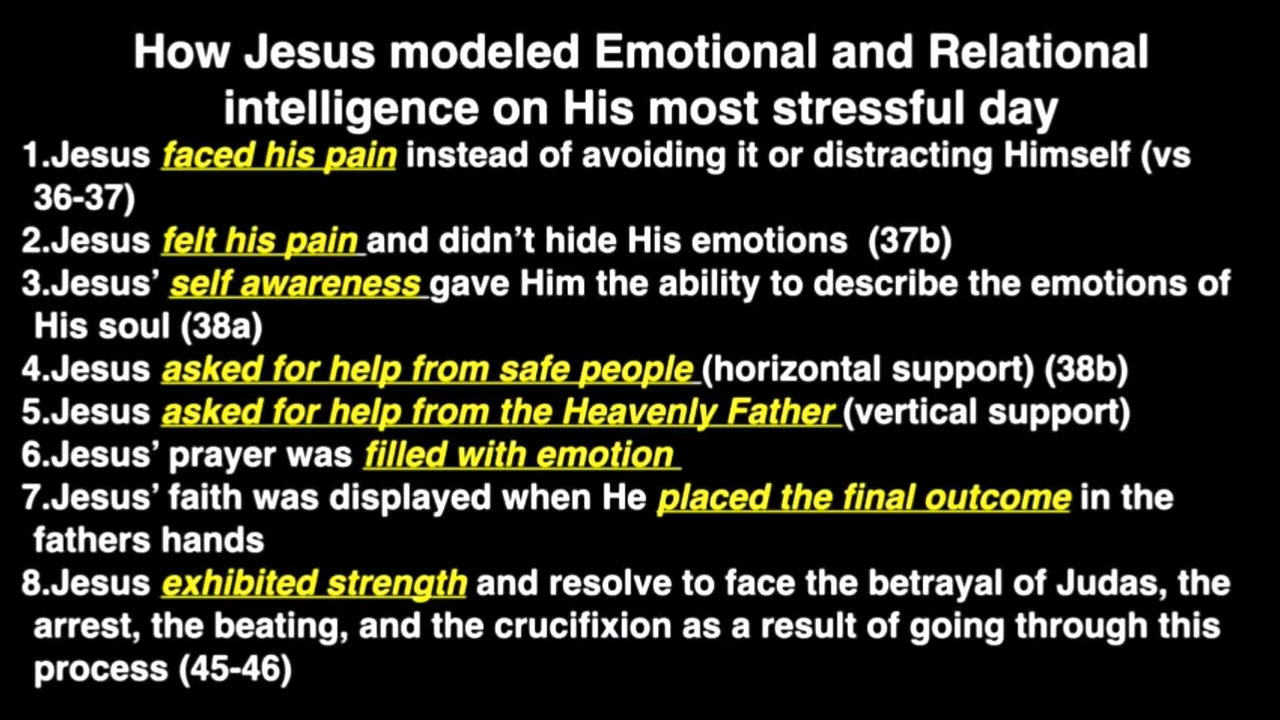 How Jesus modeled Emotional and Relational
intelligence on His most stressful day
1.Jesus faced his pain instead of avoiding it or distracting Himself (vs
36-37)
2.Jesus felt his pain and didn’t hide His emotions (37b)
3.Jesus’ self awareness gave Him the ability to describe the emotions of
His soul (38a)
4.Jesus asked for help from safe people (horizontal support) (38b)
5.Jesus asked for help from the Heavenly Father (vertical support)
6.Jesus’ prayer was filled with emotion
7.Jesus’ faith was displayed when He placed the final outcome in the
fathers hands
8.Jesus exhibited strength and resolve to face the betrayal of Judas, the
arrest, the beating, and the crucifixion as a result of going through this
process (45-46)